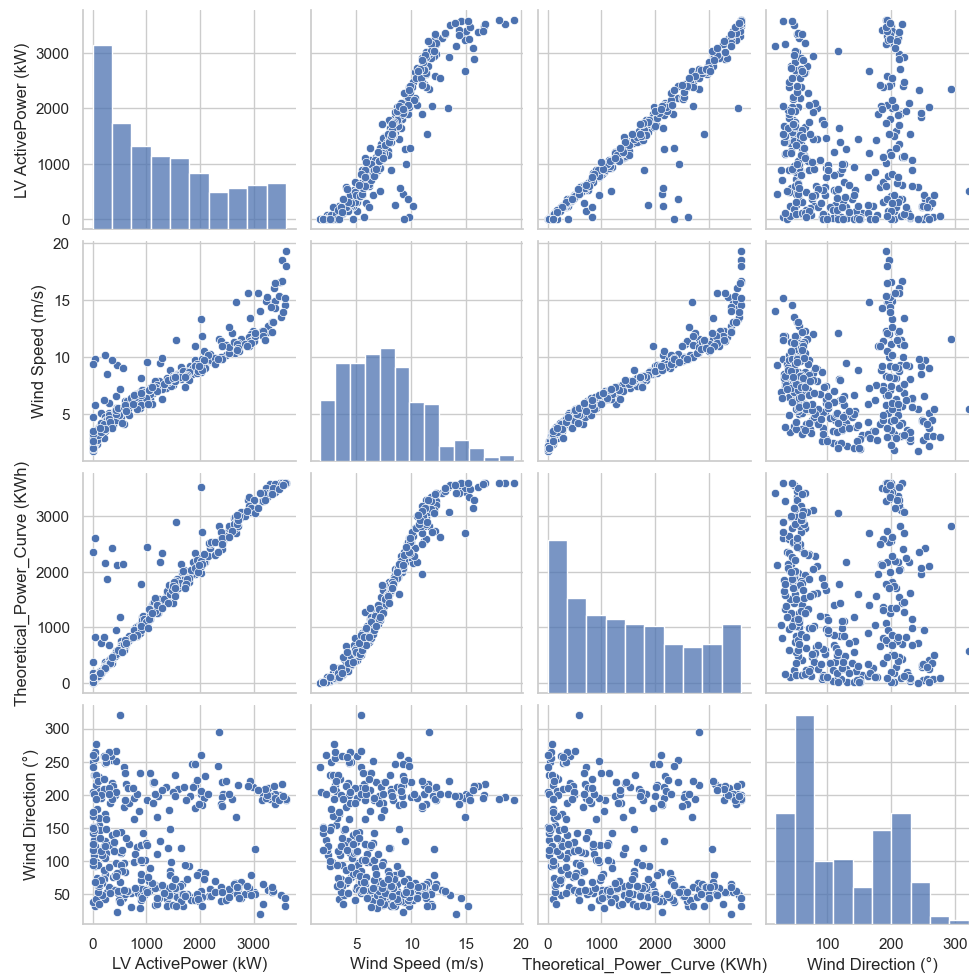 LV ActivePower (kW)
3000
2000
1000
0
Wind Speed (m/s)
20
15
10
5
Theoretical_Power_Curve (KWh)
3000
2000
1000
0
Wind Direction (°)
300
250
200
150
100
50
0 1000 2000 3000
5 10 15 20
0 1000 2000 3000
100 200 300
LV ActivePower (kW)
Wind Speed (m/s)
Theoretical_Power_Curve (KWh)
Wind Direction (°)